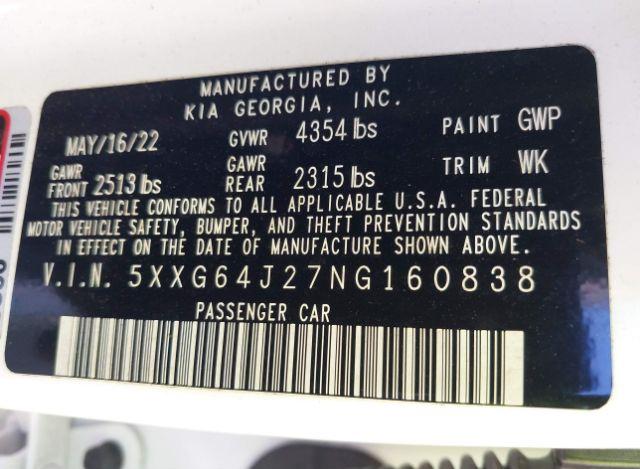 MANUFACTURED BY
KIA GEORGIA, INC.
MAY/16/22 GVWR 4354 lbs PAINT GWP
GAWR FRONT 2513 lbs GAWR REAR 2315 lbs TRIM WK
THIS VEHICLE CONFORMS TO ALL APPLICABLE U.S.A. FEDERAL
MOTOR VEHICLE SAFETY, BUMPER, AND THEFT PREVENTION STANDARDS
IN EFFECT ON THE DATE OF MANUFACTURE SHOWN ABOVE.
V.I.N. 5XXG64J27NG160838
PASSENGER CAR